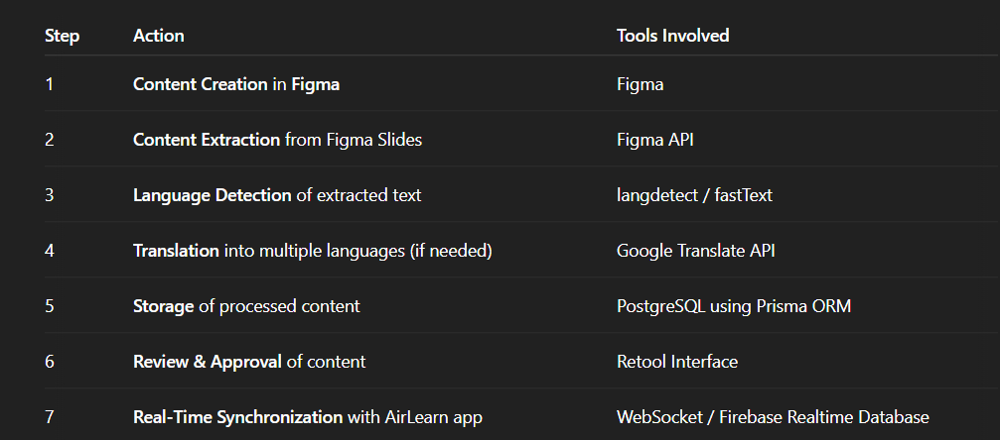 Step Action Tools Involved
1 Content Creation in Figma Figma
2 Content Extraction from Figma Slides Figma API
3 Language Detection of extracted text langdetect / fastText
4 Translation into multiple languages (if needed) Google Translate API
5 Storage of processed content PostgreSQL using Prisma ORM
6 Review & Approval of content Retool Interface
7 Real-Time Synchronization with AirLearn app WebSocket / Firebase Realtime Database